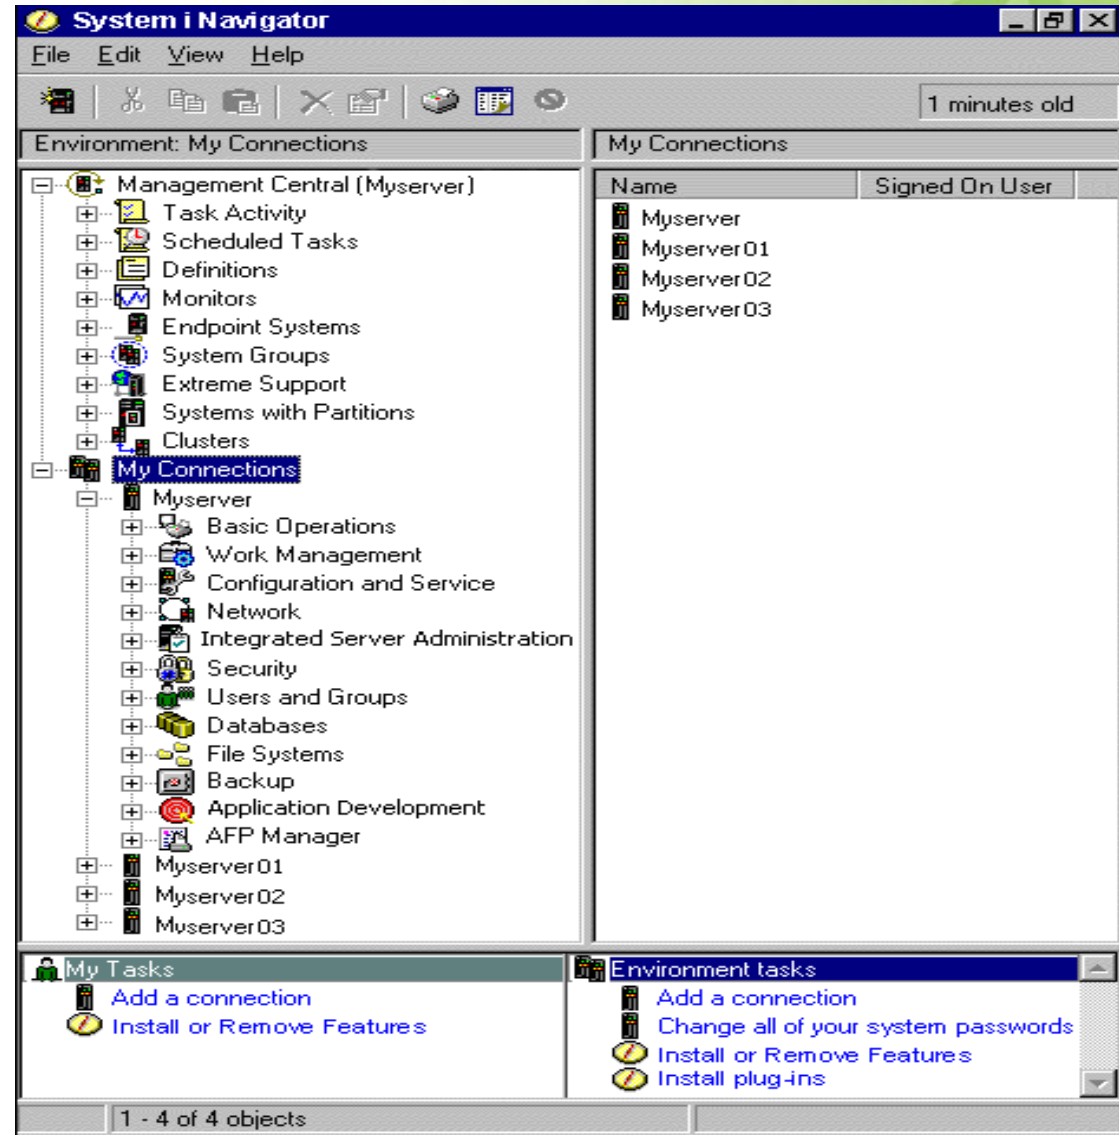 System i Navigator
File Edit View Help
1 minutes old
Environment: My Connections
My Connections
Management Central (Myserver)
Task Activity
Scheduled Tasks
Definitions
Monitors
Endpoint Systems
System Groups
Extreme Support
Systems with Partitions
Clusters
My Connections
Myserver
Basic Operations
Work Management
Configuration and Service
Network
Integrated Server Administration
Security
Users and Groups
Databases
File Systems
Backup
Application Development
AFP Manager
Myserver01
Myserver02
Myserver03
Name Signed On User
Myserver
Myserver01
Myserver02
Myserver03
My Tasks
Add a connection
Install or Remove Features
Environment tasks
Add a connection
Change all of your system passwords
Install or Remove Features
Install plug-ins
1 - 4 of 4 objects